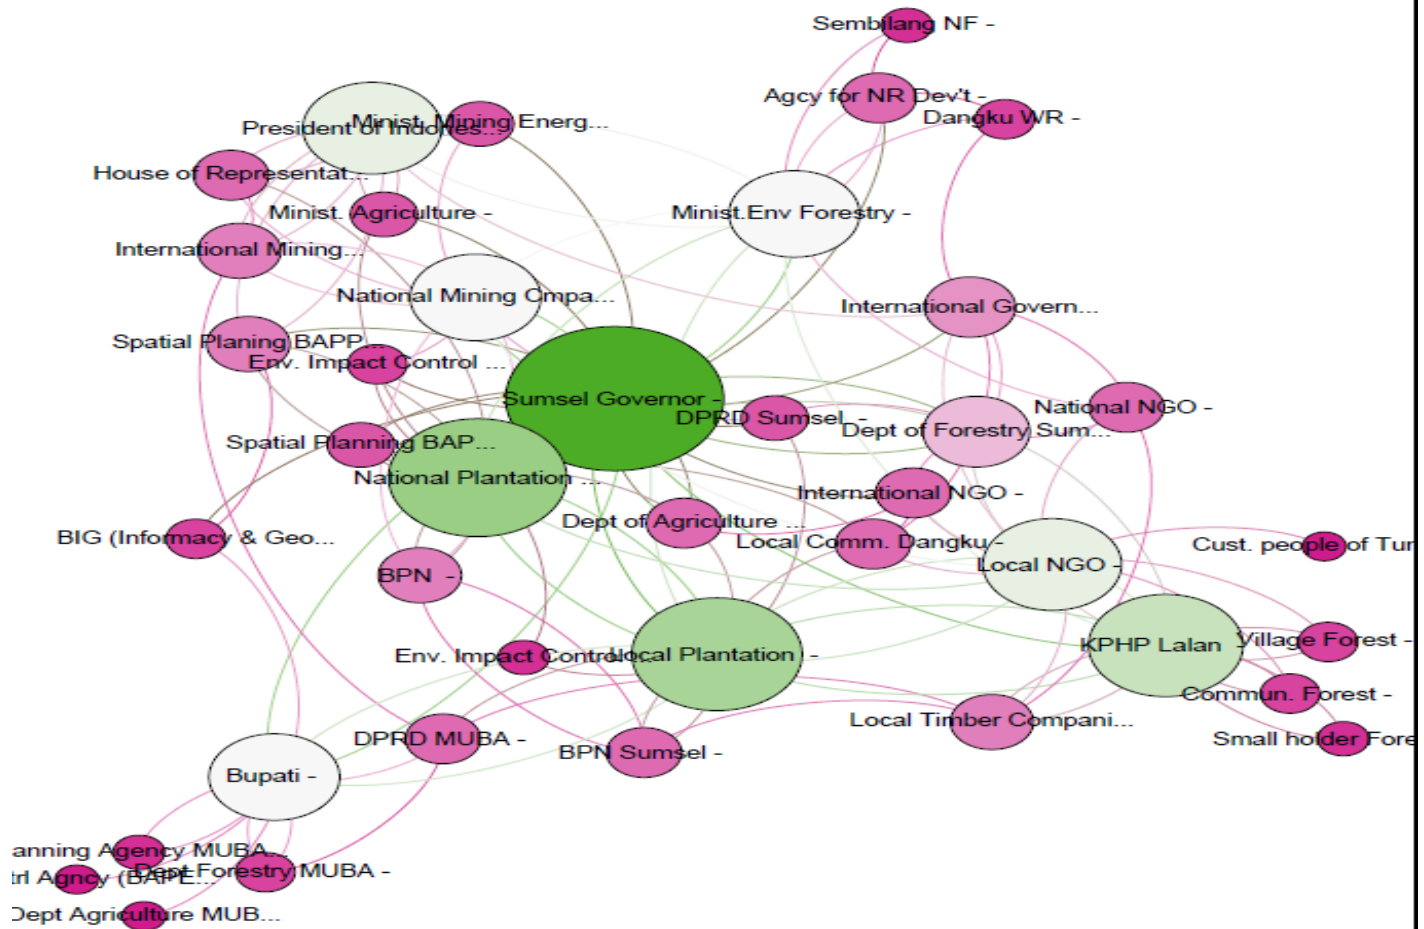 Sembilang NF -
Agcy for NR Dev't -
Dangku WR -
Minist. Mining Energ...
President of Indones...
House of Representat...
Minist. Agriculture -
Minist.Env Forestry -
International Mining...
National Mining Cmpa...
International Govern...
Spatial Planing BAPP...
Env. Impact Control ...
Sumsel Governor -
National NGO -
DPRD Sumsel -
Dept of Forestry Sum...
Spatial Planning BAP...
National Plantation ...
International NGO -
Dept of Agriculture ...
BIG (Informacy & Geo...
Local Comm. Dangku -
Cust. people of Tun
Local NGO -
BPN -
Village Forest -
KPHP Lalan -
Env. Impact Control ...
Local Plantation -
Commun. Forest -
Local Timber Compani...
DPRD MUBA -
Small holder Fore
BPN Sumsel -
Bupati -
anning Agency MUBA...
Dept Forestry MUBA -
trl Agncy (BAPE...
Dept Agriculture MUB...